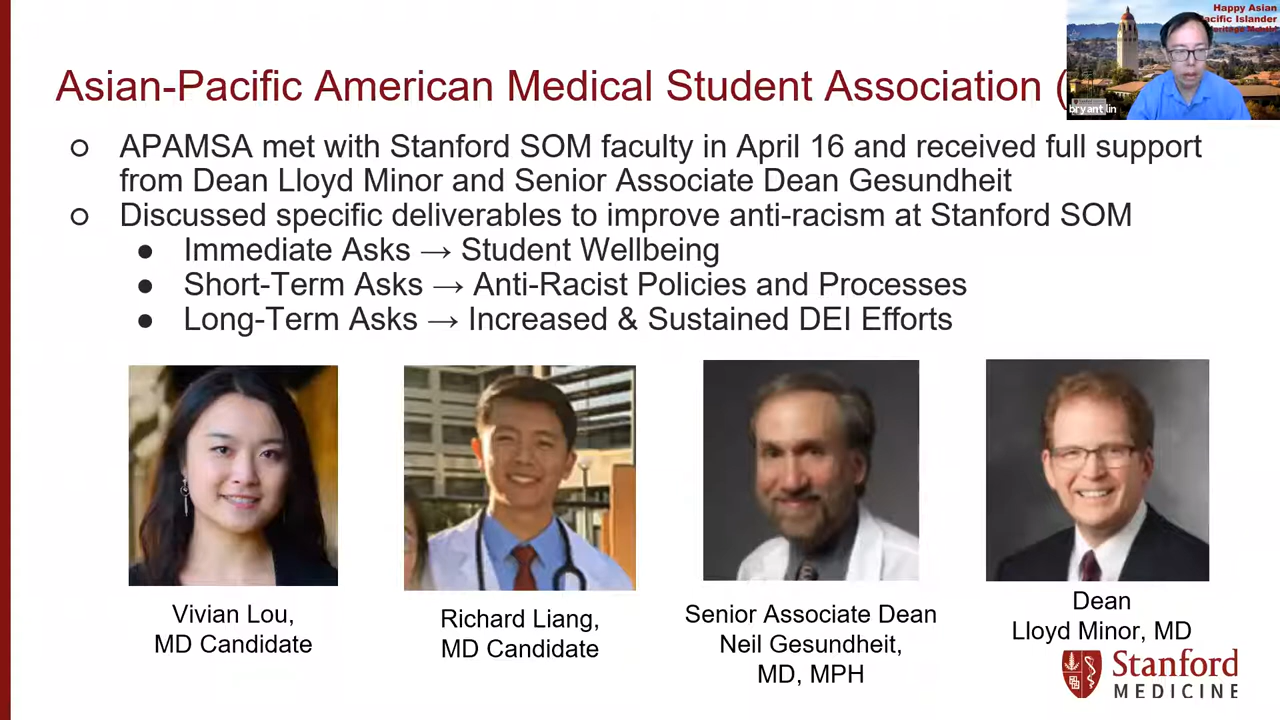 Happy Asian
Pacific Islander
Heritage Month
bryant lin
Asian-Pacific American Medical Student Association (
APAMSA met with Stanford SOM faculty in April 16 and received full support
from Dean Lloyd Minor and Senior Associate Dean Gesundheit
Discussed specific deliverables to improve anti-racism at Stanford SOM
Immediate Asks → Student Wellbeing
Short-Term Asks → Anti-Racist Policies and Processes
Long-Term Asks → Increased & Sustained DEI Efforts
Vivian Lou,
MD Candidate
Richard Liang,
MD Candidate
Senior Associate Dean
Neil Gesundheit,
MD, MPH
Dean
Lloyd Minor, MD
Stanford
MEDICINE